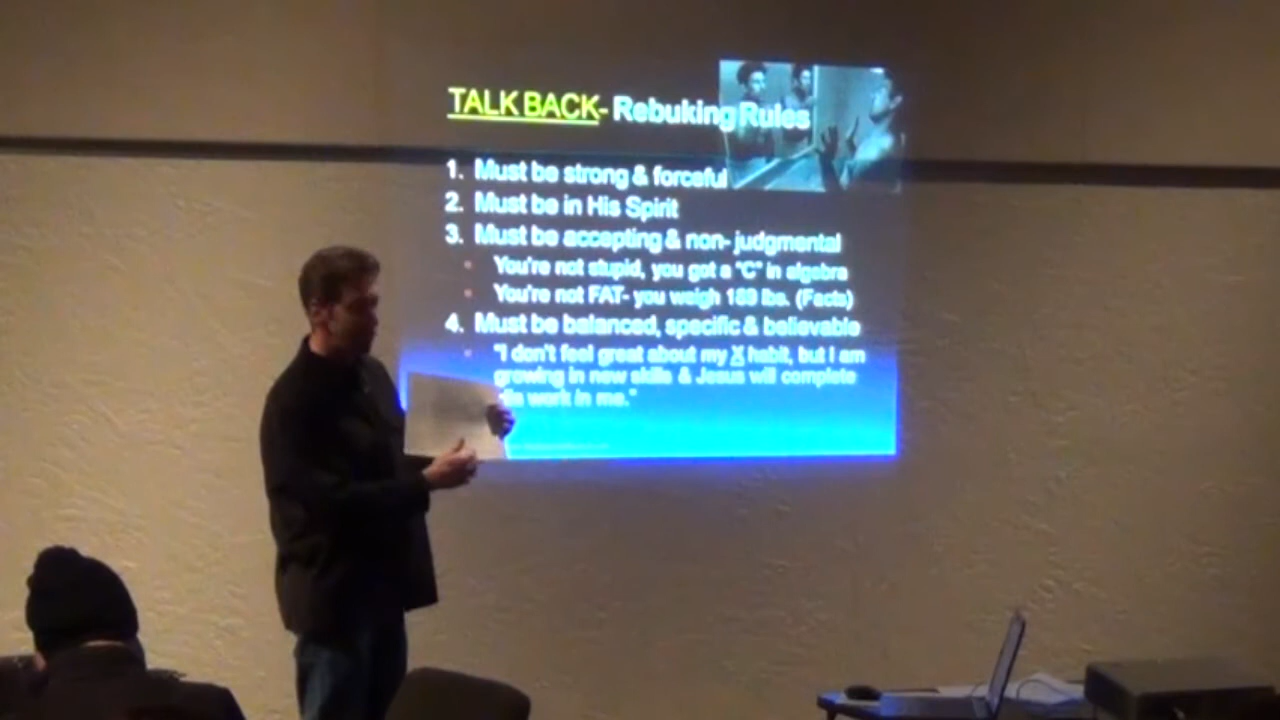 TALK BACK- Rebuking Rules
1. Must be strong & forceful
2. Must be in His Spirit
3. Must be accepting & non- judgmental
You're not stupid, you got a "C" in algebra
You're not FAT- you weigh 189 lbs. (Facts)
4. Must be balanced, specific & believable
"I don't feel great about my X habit, but I am
growing in new skills & Jesus will complete
work in me."